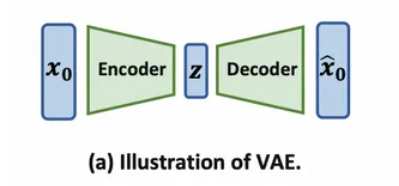 x₀ Encoder z Decoder x̂₀
(a) Illustration of VAE.